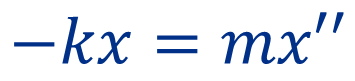 −kx = mx′′